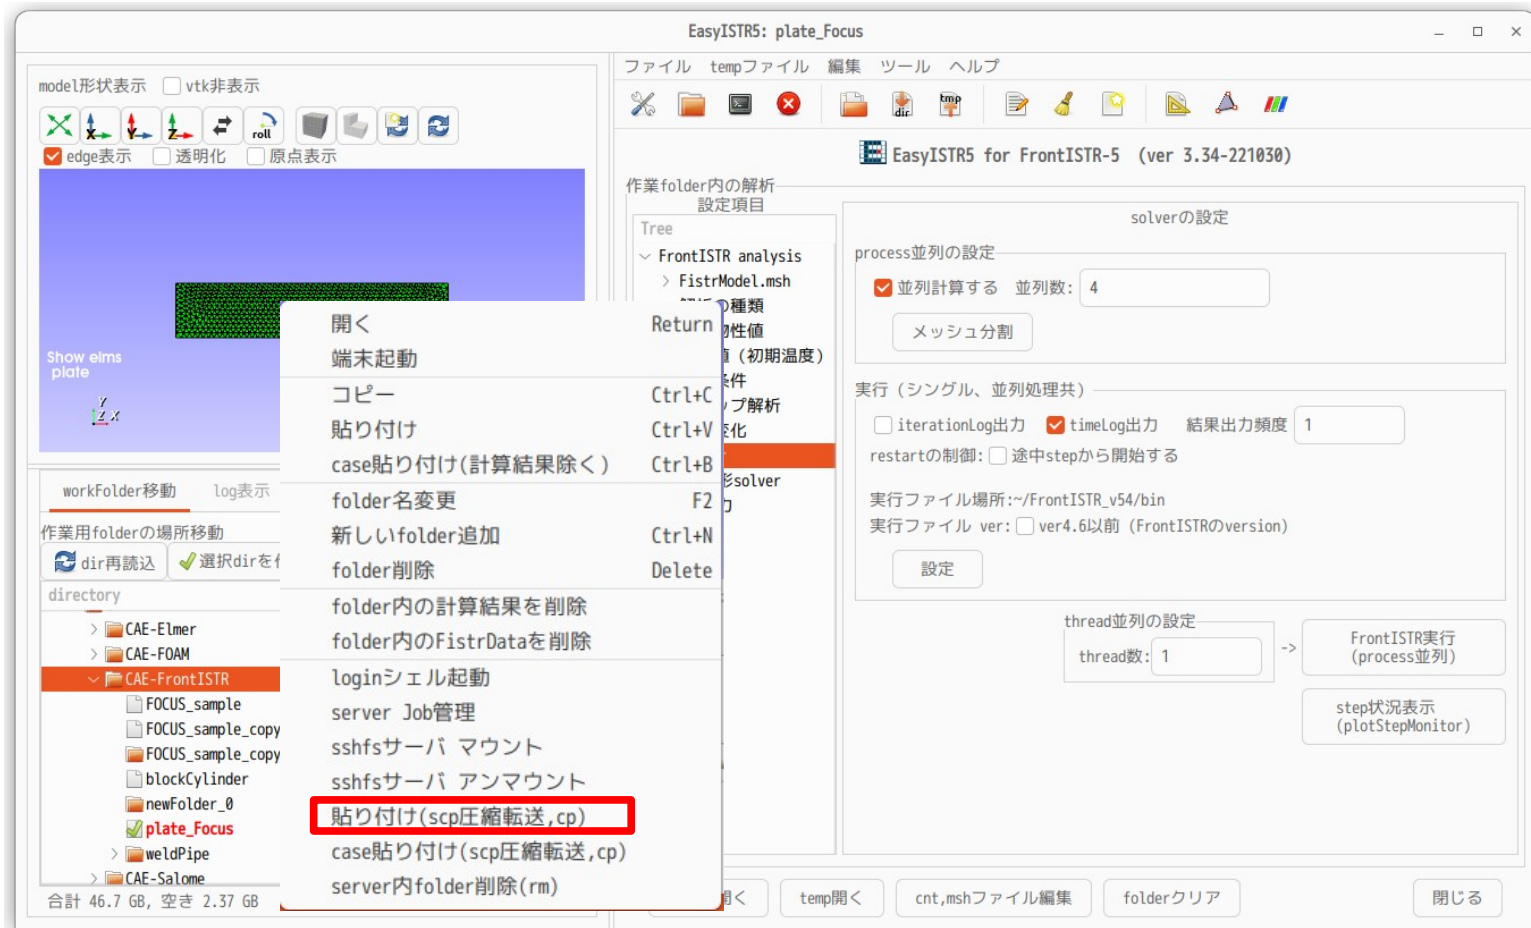 EasyISTR5: plate_Focus
model形状表示 vtk非表示
roll
edge表示 透明化 原点表示
Show elms
plate
Y
Z X
workFolder移動 log表示
作業用folderの場所移動
dir再読込 選択dirを
directory
CAE-Elmer
CAE-FOAM
CAE-FrontISTR
FOCUS_sample
FOCUS_sample_copy
FOCUS_sample_copy
blockCylinder
newFolder_0
plate_Focus
weldPipe
CAE-Salome
合計 46.7 GB, 空き 2.37 GB
開く Return
端末起動
コピー Ctrl+C
貼り付け Ctrl+V
case貼り付け(計算結果除く) Ctrl+B
folder名変更 F2
新しいfolder追加 Ctrl+N
folder削除 Delete
folder内の計算結果を削除
folder内のFistrDataを削除
loginシェル起動
server Job管理
sshfsサーバ マウント
sshfsサーバ アンマウント
貼り付け(scp圧縮転送,cp)
case貼り付け(scp圧縮転送,cp)
server内folder削除(rm)
ファイル tempファイル 編集 ツール ヘルプ
dir tmp
EasyISTR5 for FrontISTR-5 (ver 3.34-221030)
作業folder内の解析
設定項目
Tree
FrontISTR analysis
FistrModel.msh
の種類
性値
(初期温度)
件
プ解析
変化
solver
solverの設定
process並列の設定
並列計算する 並列数: 4
メッシュ分割
実行 (シングル、並列処理共)
iterationLog出力 timeLog出力 結果出力頻度 1
restartの制御: 途中stepから開始する
実行ファイル場所:~/FrontISTR_v54/bin
実行ファイル ver: ver4.6以前 (FrontISTRのversion)
設定
thread並列の設定
thread数: 1
->
FrontISTR実行
(process並列)
step状況表示
(plotStepMonitor)
開く temp開く cnt,mshファイル編集 folderクリア 閉じる